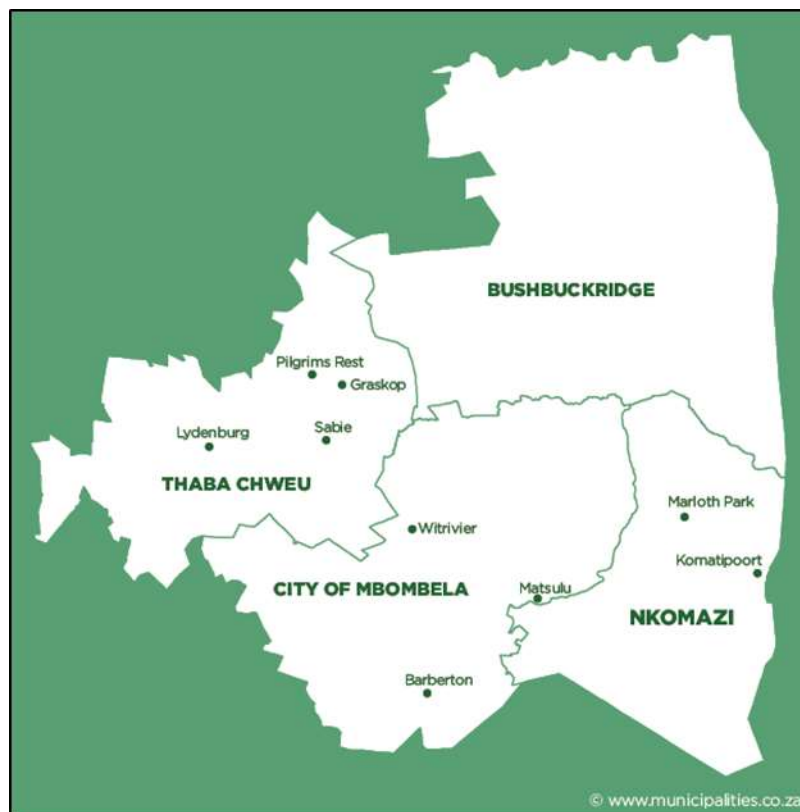 BUSHBUCKRIDGE
Pilgrims Rest
Graskop
Lydenburg
Sabie
THABA CHWEU
Marloth Park
Witrivier
Komatipoort
CITY OF MBOMBELA
Matsulu
NKOMAZI
Barberton
© www.municipalities.co.za